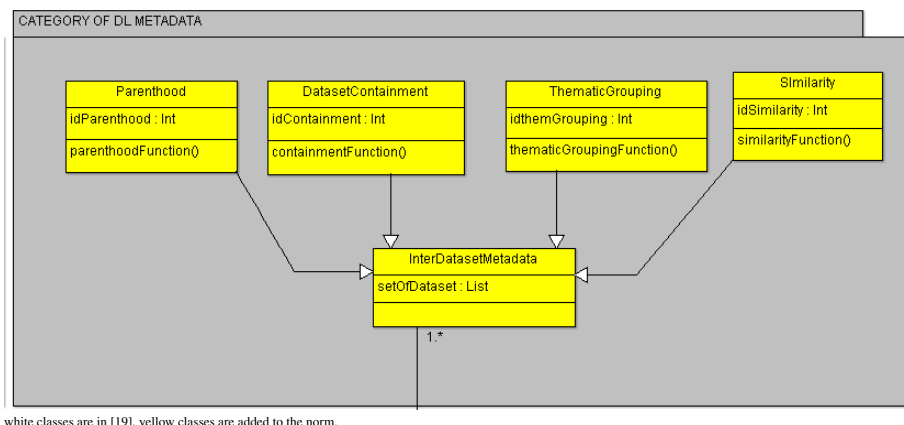 CATEGORY OF DL METADATA
Parenthood
idParenthood : Int
parenthoodFunction()
DatasetContainment
idContainment : Int
containmentFunction()
ThematicGrouping
idthemGrouping : Int
thematicGroupingFunction()
SImilarity
idSimilarity : Int
similarityFunction()
InterDatasetMetadata
setOfDataset : List
1.*
white classes are in [19], yellow classes are added to the norm.